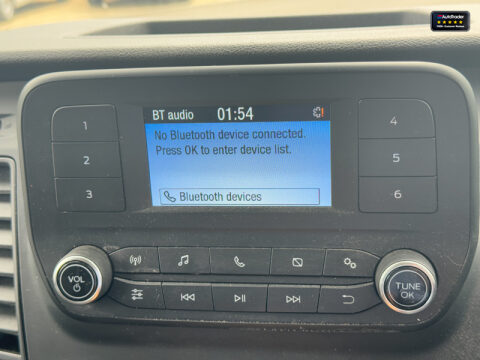 AutoTrader
BT audio 01:54
No Bluetooth device connected.
Press OK to enter device list.
Bluetooth devices
1
2
3
4
5
6
VOL
TUNE
OK